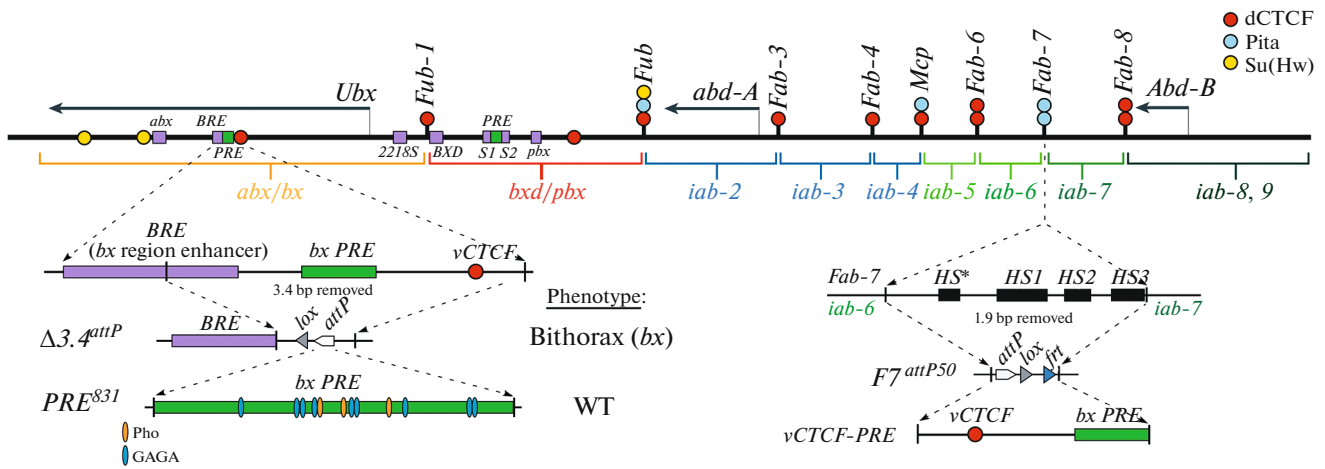 dCTCF
Pita
Su(Hw)
Ubx
Fub-1
Fub
abd-A
Fab-3
Fab-4
Mcp
Fab-6
Fab-7
Fab-8
Abd-B
abx
BRE
PRE
2218S
BXD
PRE
S1 S2
pbx
abx/bx
bxd/pbx
iab-2
iab-3
iab-4
iab-5
iab-6
iab-7
iab-8, 9
BRE
(bx region enhancer)
bx PRE
vCTCF
3.4 bp removed
Phenotype:
BRE
lox
attP
Δ3.4attP
Bithorax (bx)
bx PRE
PRE831
WT
Pho
GAGA
Fab-7
HS*
HS1
HS2
HS3
iab-6
1.9 bp removed
iab-7
attP
lox
frt
F7attP50
vCTCF
bx PRE
vCTCF-PRE